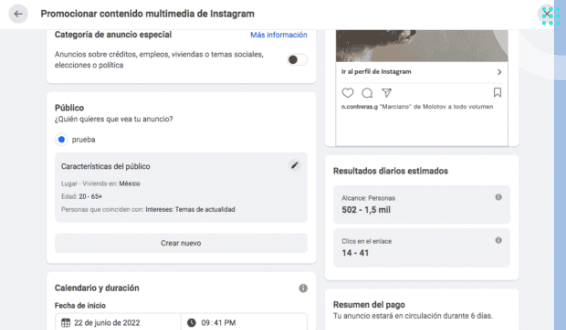 Promocionar contenido multimedia de Instagram
Categoría de anuncio especial
Más información
Anuncios sobre créditos, empleos, viviendas o temas sociales,
elecciones o política
Público
¿Quién quieres que vea tu anuncio?
prueba
Características del público
Lugar - Viviendo en: México
Edad: 20 - 65+
Personas que coinciden con: Intereses: Temas de actualidad
Crear nuevo
Calendario y duración
Fecha de inicio
22 de junio de 2022
09:41 PM
Ir al perfil de Instagram
n.contreras.g "Marciano" de Molotov a todo volumen
Resultados diarios estimados
Alcance: Personas
502 - 1,5 mil
Clics en el enlace
14 - 41
Resumen del pago
Tu anuncio estará en circulación durante 6 días.